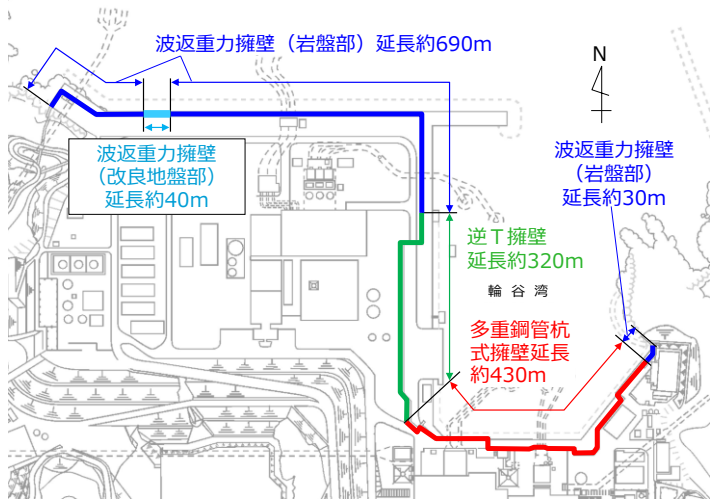 波返重力擁壁（岩盤部）延長約690m
N
波返重力擁壁
（改良地盤部）
延長約40m
波返重力擁壁
（岩盤部）
延長約30m
逆Ｔ擁壁
延長約320m
輪谷湾
多重鋼管杭
式擁壁延長
約430m